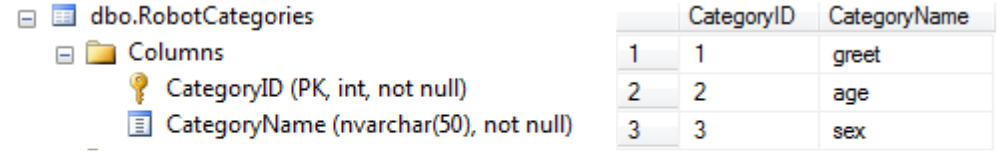 dbo.RobotCategories
Columns
CategoryID (PK, int, not null)
CategoryName (nvarchar(50), not null)
CategoryID CategoryName
1 1 greet
2 2 age
3 3 sex